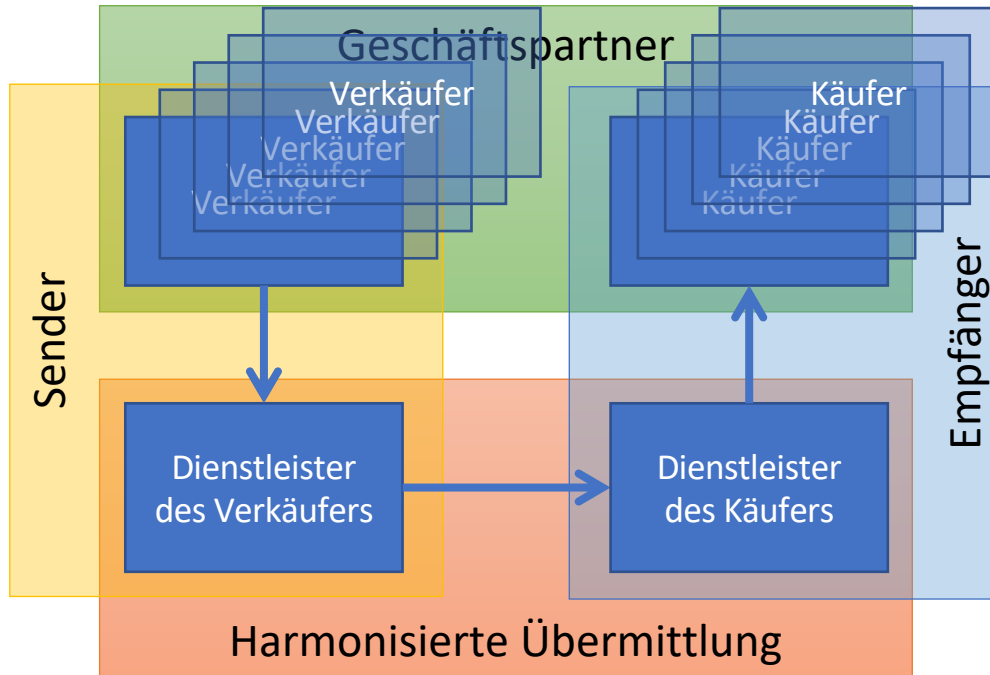 Geschäftspartner
Verkäufer
Verkäufer
Verkäufer
Verkäufer
Verkäufer
Käufer
Käufer
Käufer
Käufer
Käufer
Sender
Empfänger
Dienstleister
des Verkäufers
Dienstleister
des Käufers
Harmonisierte Übermittlung